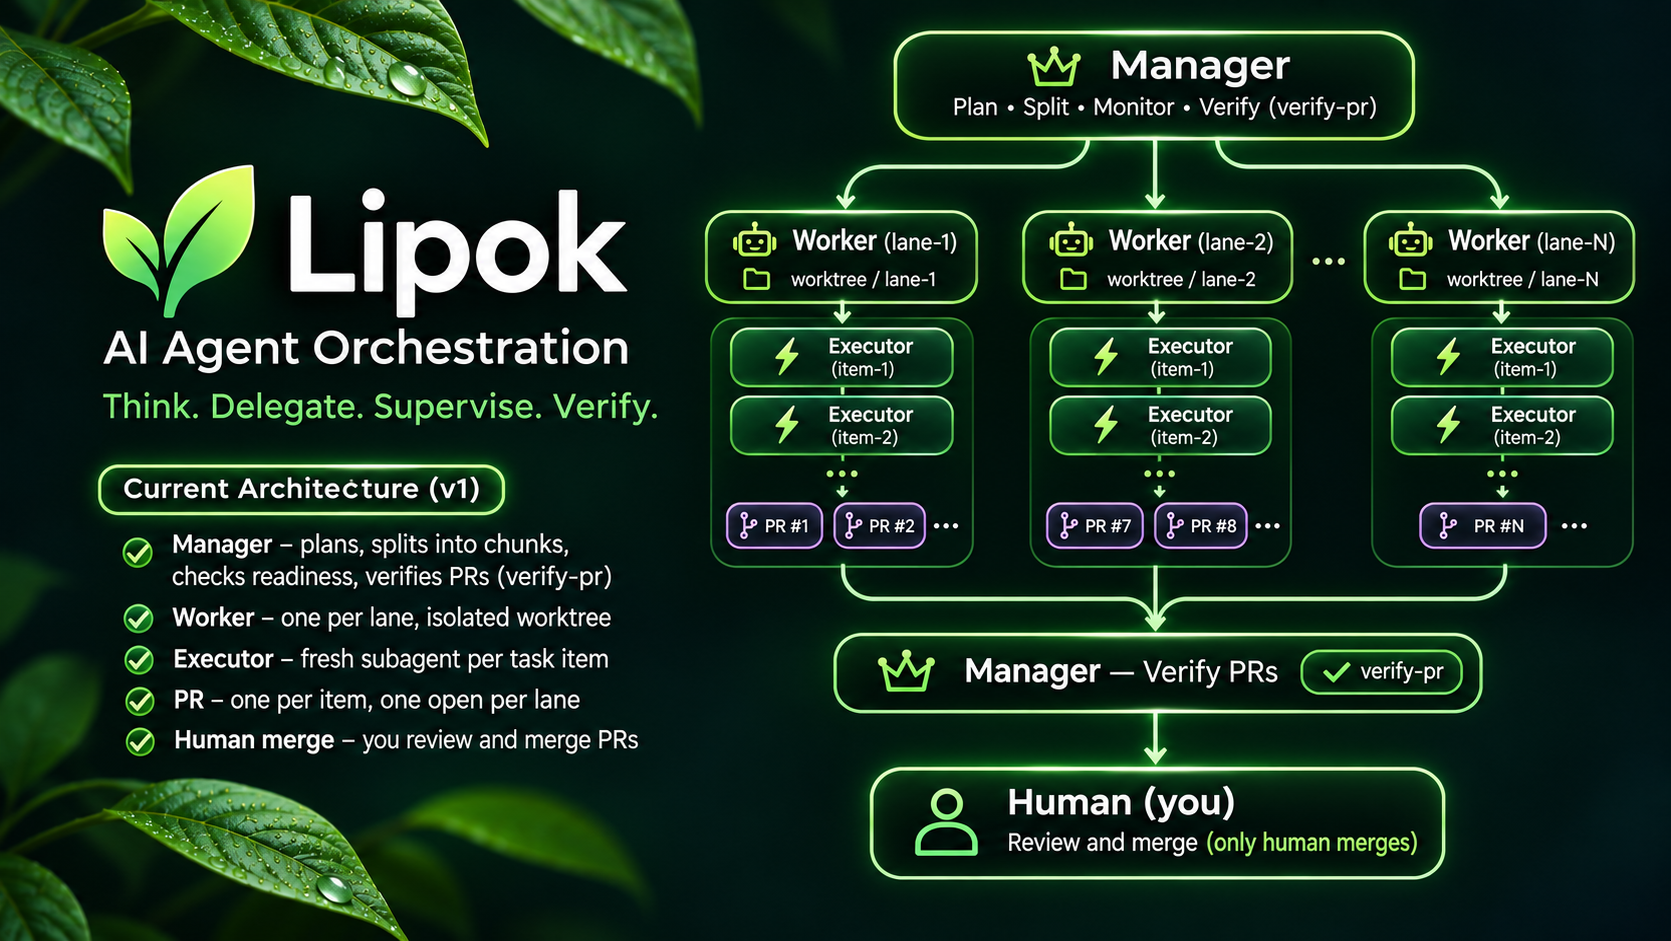 Lipok
AI Agent Orchestration
Think. Delegate. Supervise. Verify.
Current Architecture (v1)
Manager – plans, splits into chunks,
checks readiness, verifies PRs (verify-pr)
Worker – one per lane, isolated worktree
Executor – fresh subagent per task item
PR – one per item, one open per lane
Human merge – you review and merge PRs
Manager
Plan • Split • Monitor • Verify (verify-pr)
Worker (lane-1)
worktree / lane-1
Executor
(item-1)
Executor
(item-2)
...
PR #1
PR #2
...
Worker (lane-2)
worktree / lane-2
Executor
(item-1)
Executor
(item-2)
...
PR #7
PR #8
...
...
Worker (lane-N)
worktree / lane-N
Executor
(item-1)
Executor
(item-2)
...
PR #N
...
Manager — Verify PRs
verify-pr
Human (you)
Review and merge (only human merges)